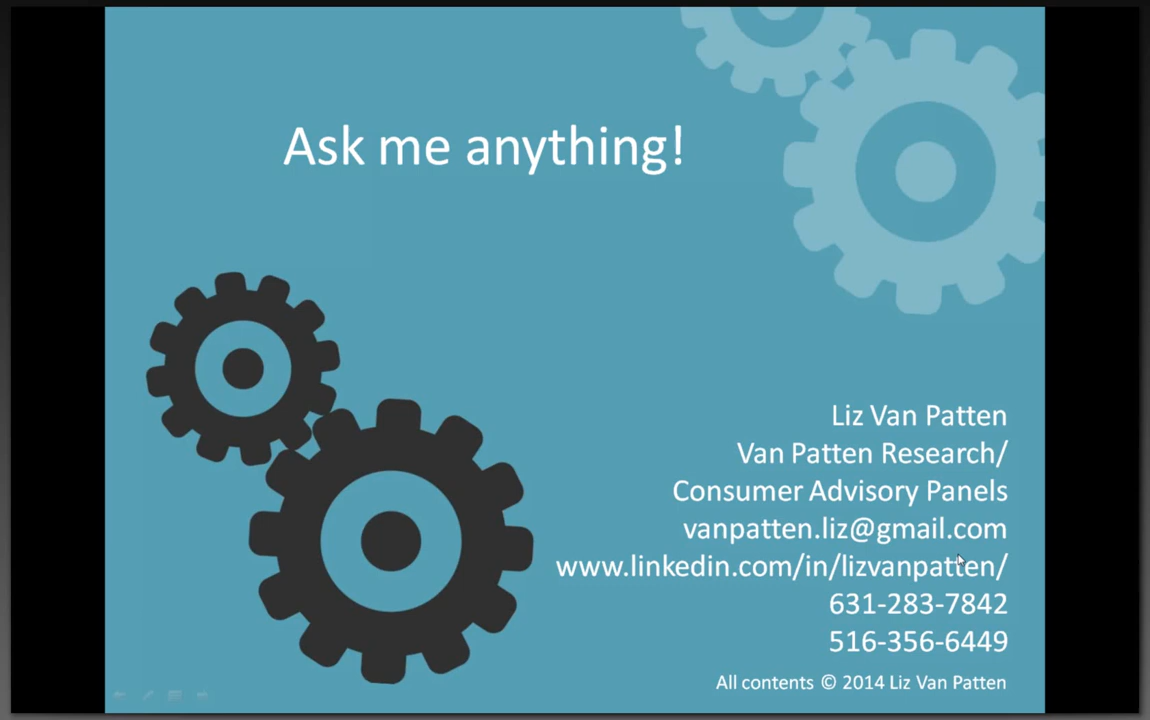 Ask me anything!
Liz Van Patten
Van Patten Research/
Consumer Advisory Panels
vanpatten.liz@gmail.com
www.linkedin.com/in/lizvanpatten/
631-283-7842
516-356-6449
All contents © 2014 Liz Van Patten